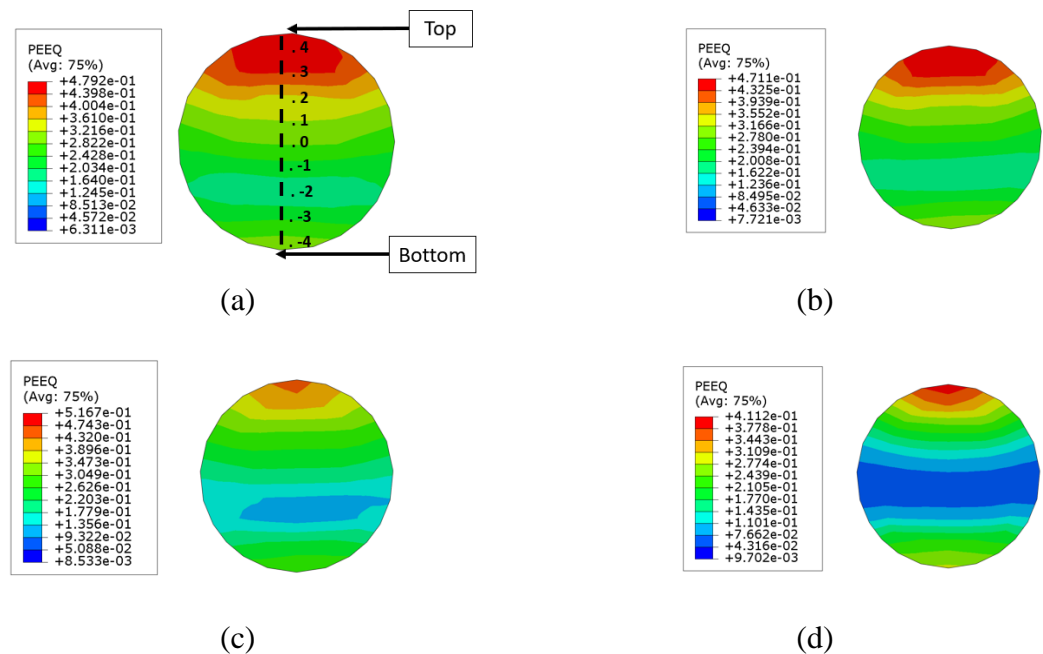 Top
PEEQ
(Avg: 75%)
+4.792e-01
+4.398e-01
+4.004e-01
+3.610e-01
+3.216e-01
+2.822e-01
+2.428e-01
+2.034e-01
+1.640e-01
+1.245e-01
+8.513e-02
+4.572e-02
+6.311e-03
. 4
. 3
. 2
. 1
. 0
. -1
. -2
. -3
. -4
Bottom
(a)
PEEQ
(Avg: 75%)
+4.711e-01
+4.325e-01
+3.939e-01
+3.552e-01
+3.166e-01
+2.780e-01
+2.394e-01
+2.008e-01
+1.622e-01
+1.236e-01
+8.495e-02
+4.633e-02
+7.721e-03
(b)
PEEQ
(Avg: 75%)
+5.167e-01
+4.743e-01
+4.320e-01
+3.896e-01
+3.473e-01
+3.049e-01
+2.626e-01
+2.203e-01
+1.779e-01
+1.356e-01
+9.322e-02
+5.088e-02
+8.533e-03
(c)
PEEQ
(Avg: 75%)
+4.112e-01
+3.778e-01
+3.443e-01
+3.109e-01
+2.774e-01
+2.439e-01
+2.105e-01
+1.770e-01
+1.435e-01
+1.101e-01
+7.662e-02
+4.316e-02
+9.702e-03
(d)